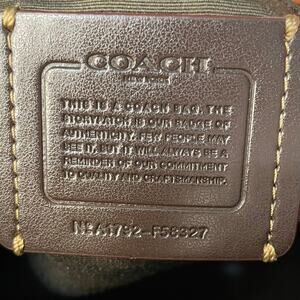 COACH
NEW YORK
THIS IS A COACH BAG. THE
STORYPATCH IS OUR BADGE OF
AUTHENTICITY. FEW PEOPLE MAY
SEE IT. BUT IT WILL ALWAYS BE A
REMINDER OF OUR COMMITMENT
TO QUALITY AND CRAFTSMANSHIP.
Nº A1792-F58327